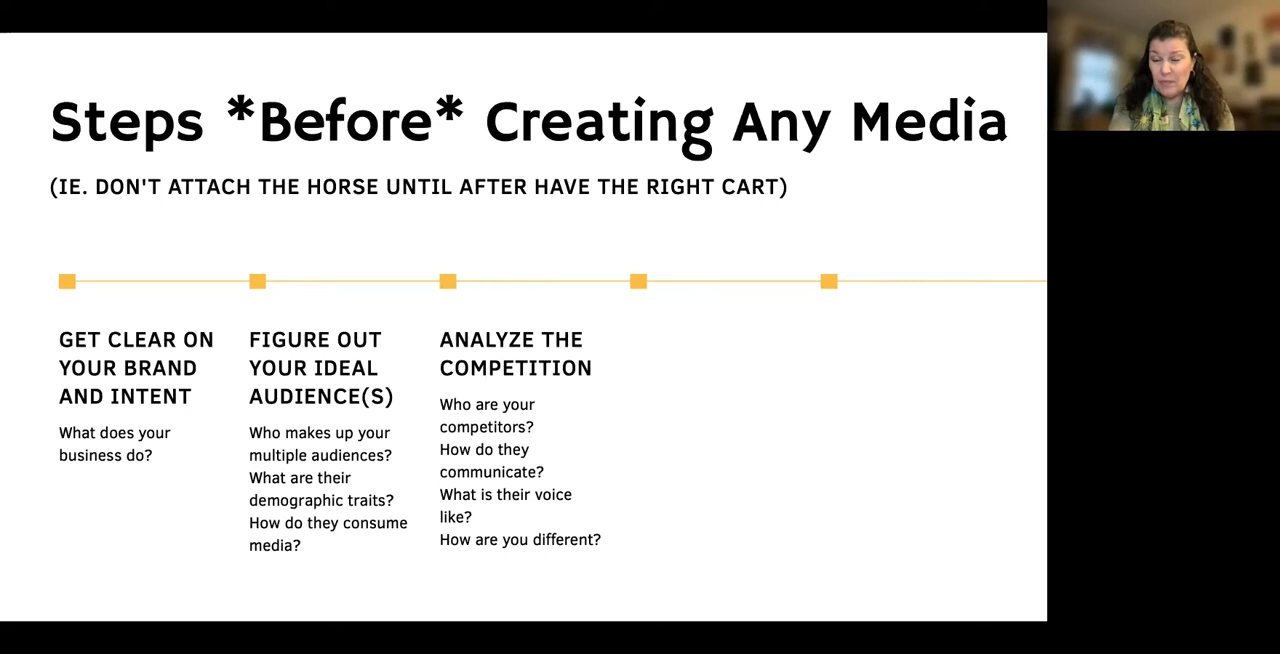 Steps *Before* Creating Any Media
(IE. DON'T ATTACH THE HORSE UNTIL AFTER HAVE THE RIGHT CART)
GET CLEAR ON
YOUR BRAND
AND INTENT
What does your
business do?
FIGURE OUT
YOUR IDEAL
AUDIENCE(S)
Who makes up your
multiple audiences?
What are their
demographic traits?
How do they consume
media?
ANALYZE THE
COMPETITION
Who are your
competitors?
How do they
communicate?
What is their voice
like?
How are you different?